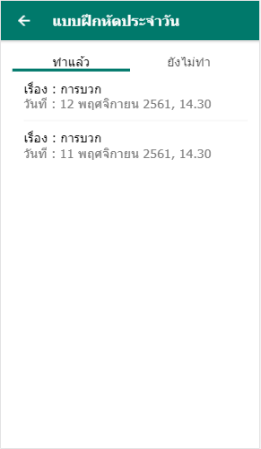 แบบฝึกหัดประจำวัน
ทำแล้ว
ยังไม่ทำ
เรื่อง : การบวก
วันที่ : 12 พฤศจิกายน 2561, 14.30
เรื่อง : การบวก
วันที่ : 11 พฤศจิกายน 2561, 14.30